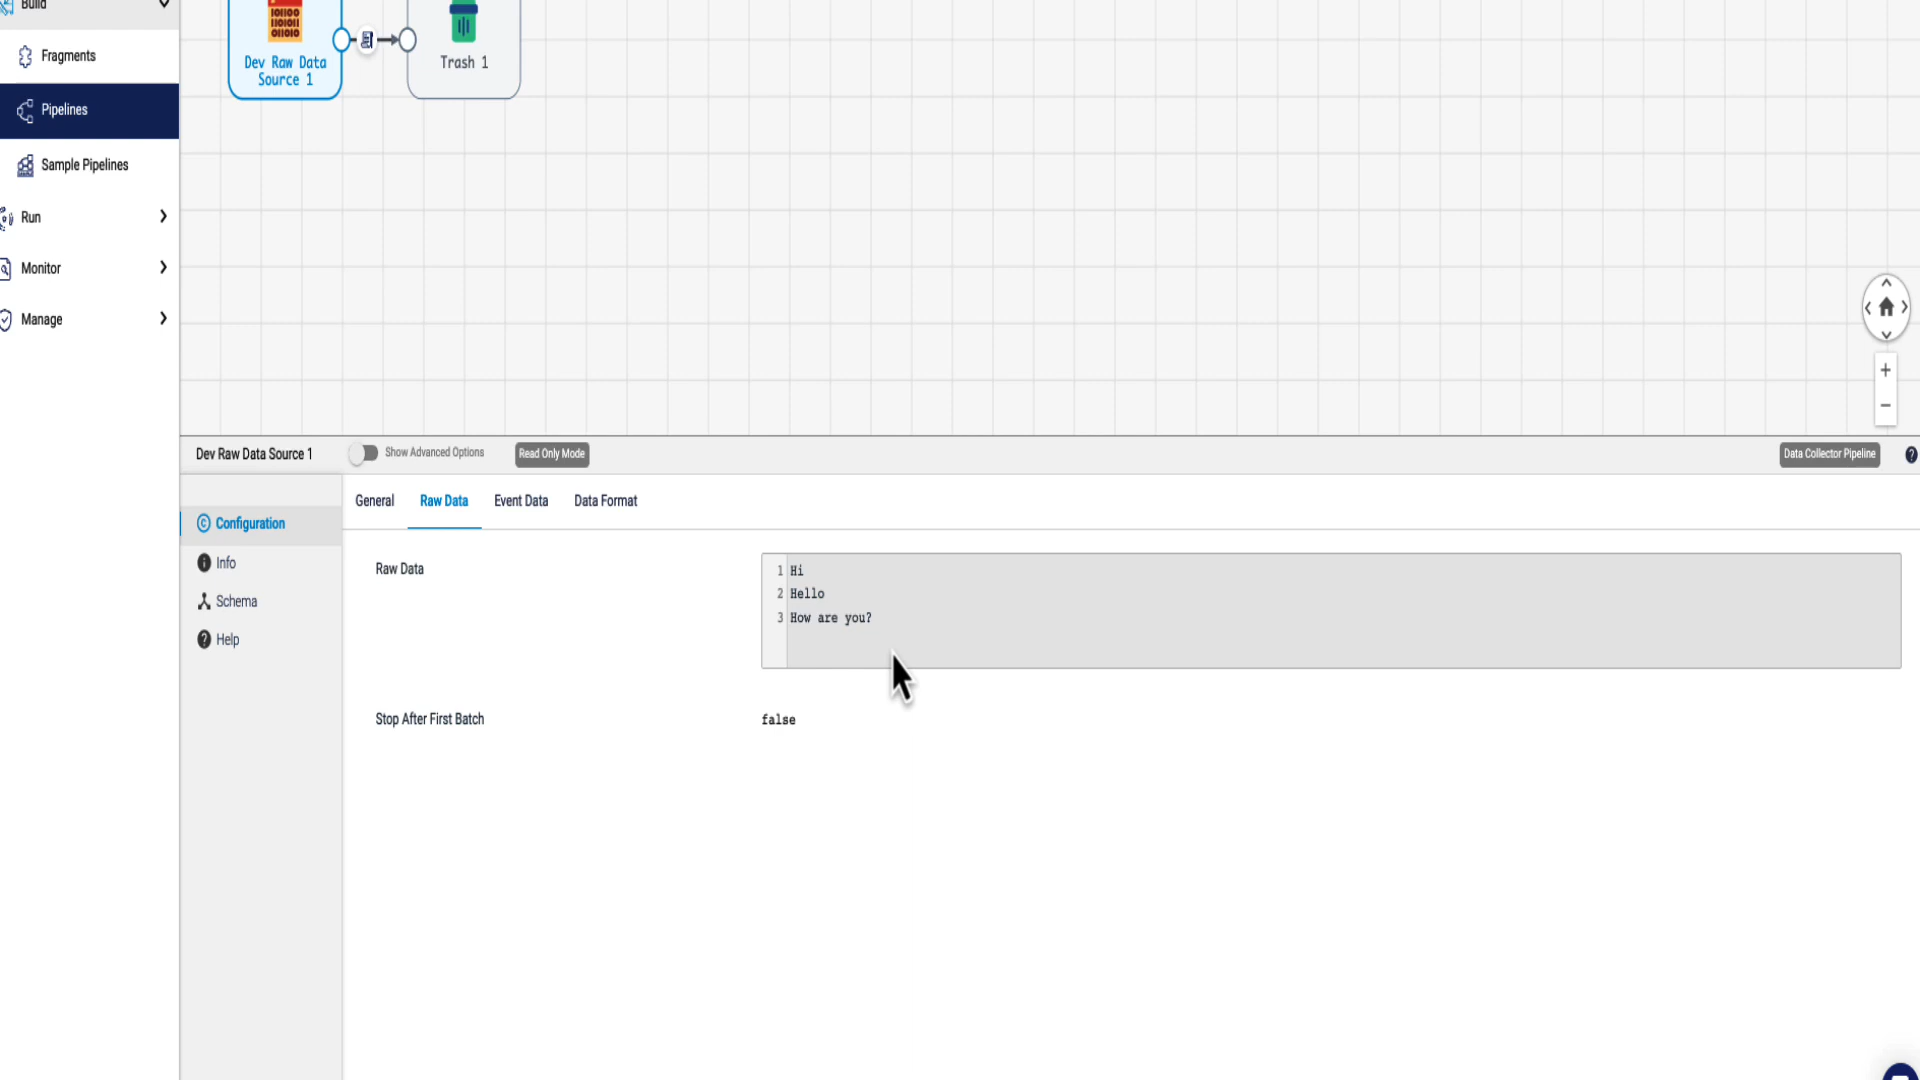 Build
Fragments
Pipelines
Sample Pipelines
Run
Monitor
Manage
Dev Raw Data
Source 1
Trash 1
Dev Raw Data Source 1
Show Advanced Options
Read Only Mode
Data Collector Pipeline
Configuration
Info
Schema
Help
General
Raw Data
Event Data
Data Format
Raw Data
1 Hi
2 Hello
3 How are you?
Stop After First Batch
false